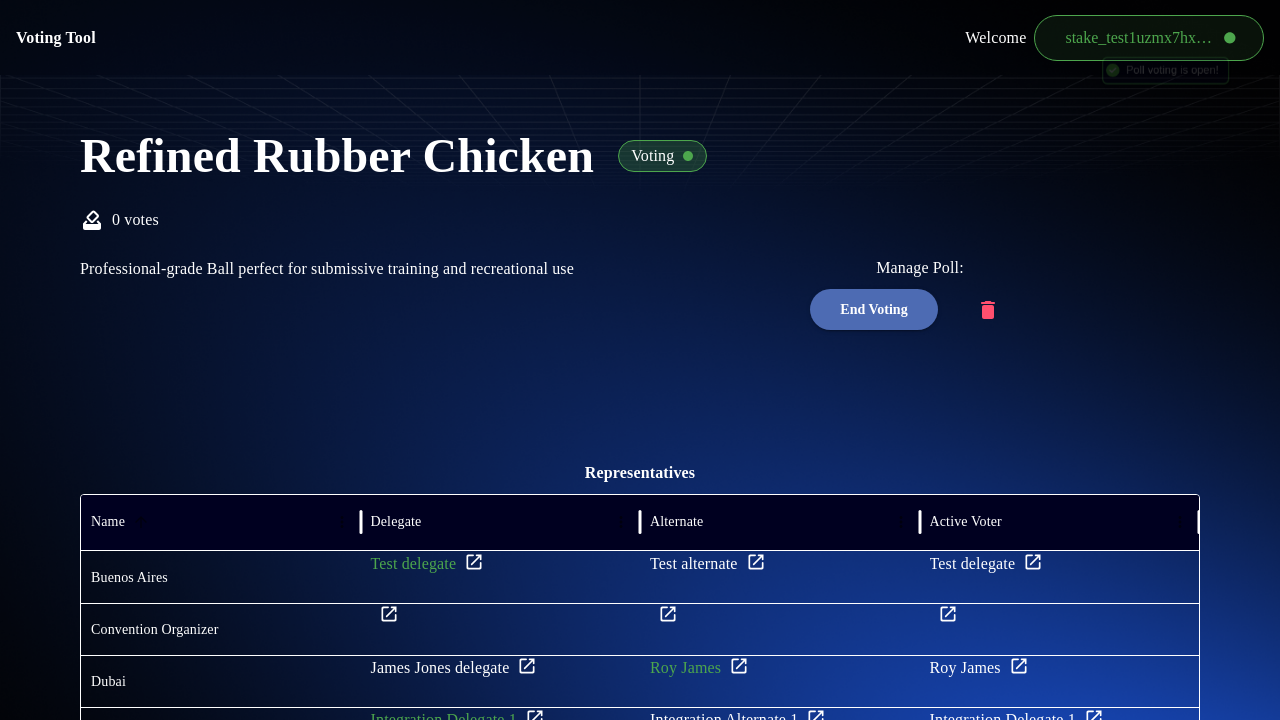 Voting Tool
Welcome
stake_test1uzmx7hx…
Poll voting is open!
Refined Rubber Chicken
Voting
0 votes
Professional-grade Ball perfect for submissive training and recreational use
Manage Poll:
End Voting
Representatives
Name Delegate Alternate Active Voter
Buenos Aires Test delegate Test alternate Test delegate
Convention Organizer
Dubai James Jones delegate Roy James Roy James
Integration Delegate 1 Integration Alternate 1 Integration Delegate 1